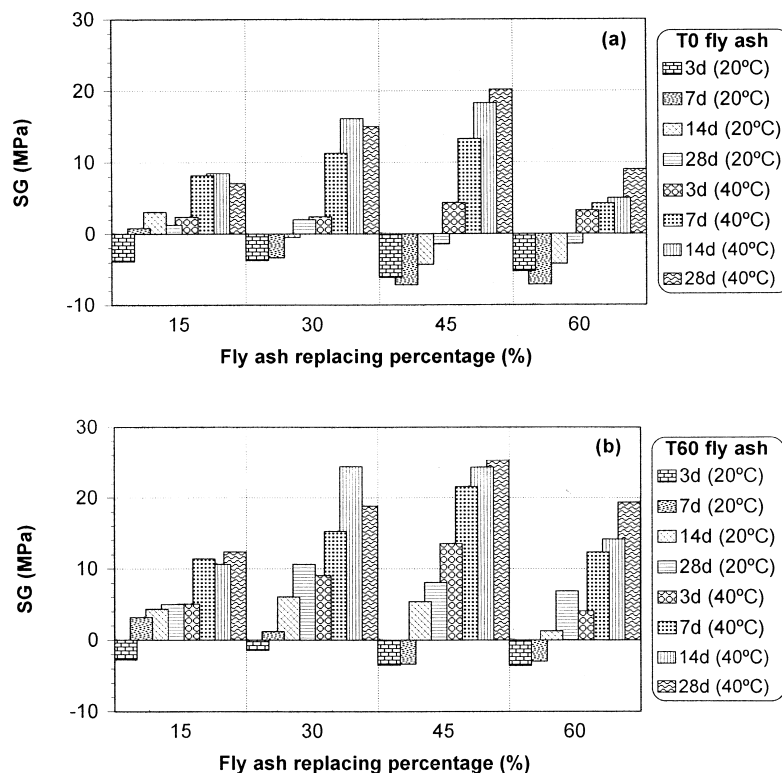 30
20
10
0
-10
SG (MPa)
(a)
15 30 45 60
Fly ash replacing percentage (%)
T0 fly ash
3d (20ºC)
7d (20ºC)
14d (20ºC)
28d (20ºC)
3d (40ºC)
7d (40ºC)
14d (40ºC)
28d (40ºC)
30
20
10
0
-10
SG (MPa)
(b)
15 30 45 60
Fly ash replacing percentage (%)
T60 fly ash
3d (20ºC)
7d (20ºC)
14d (20ºC)
28d (20ºC)
3d (40ºC)
7d (40ºC)
14d (40ºC)
28d (40ºC)